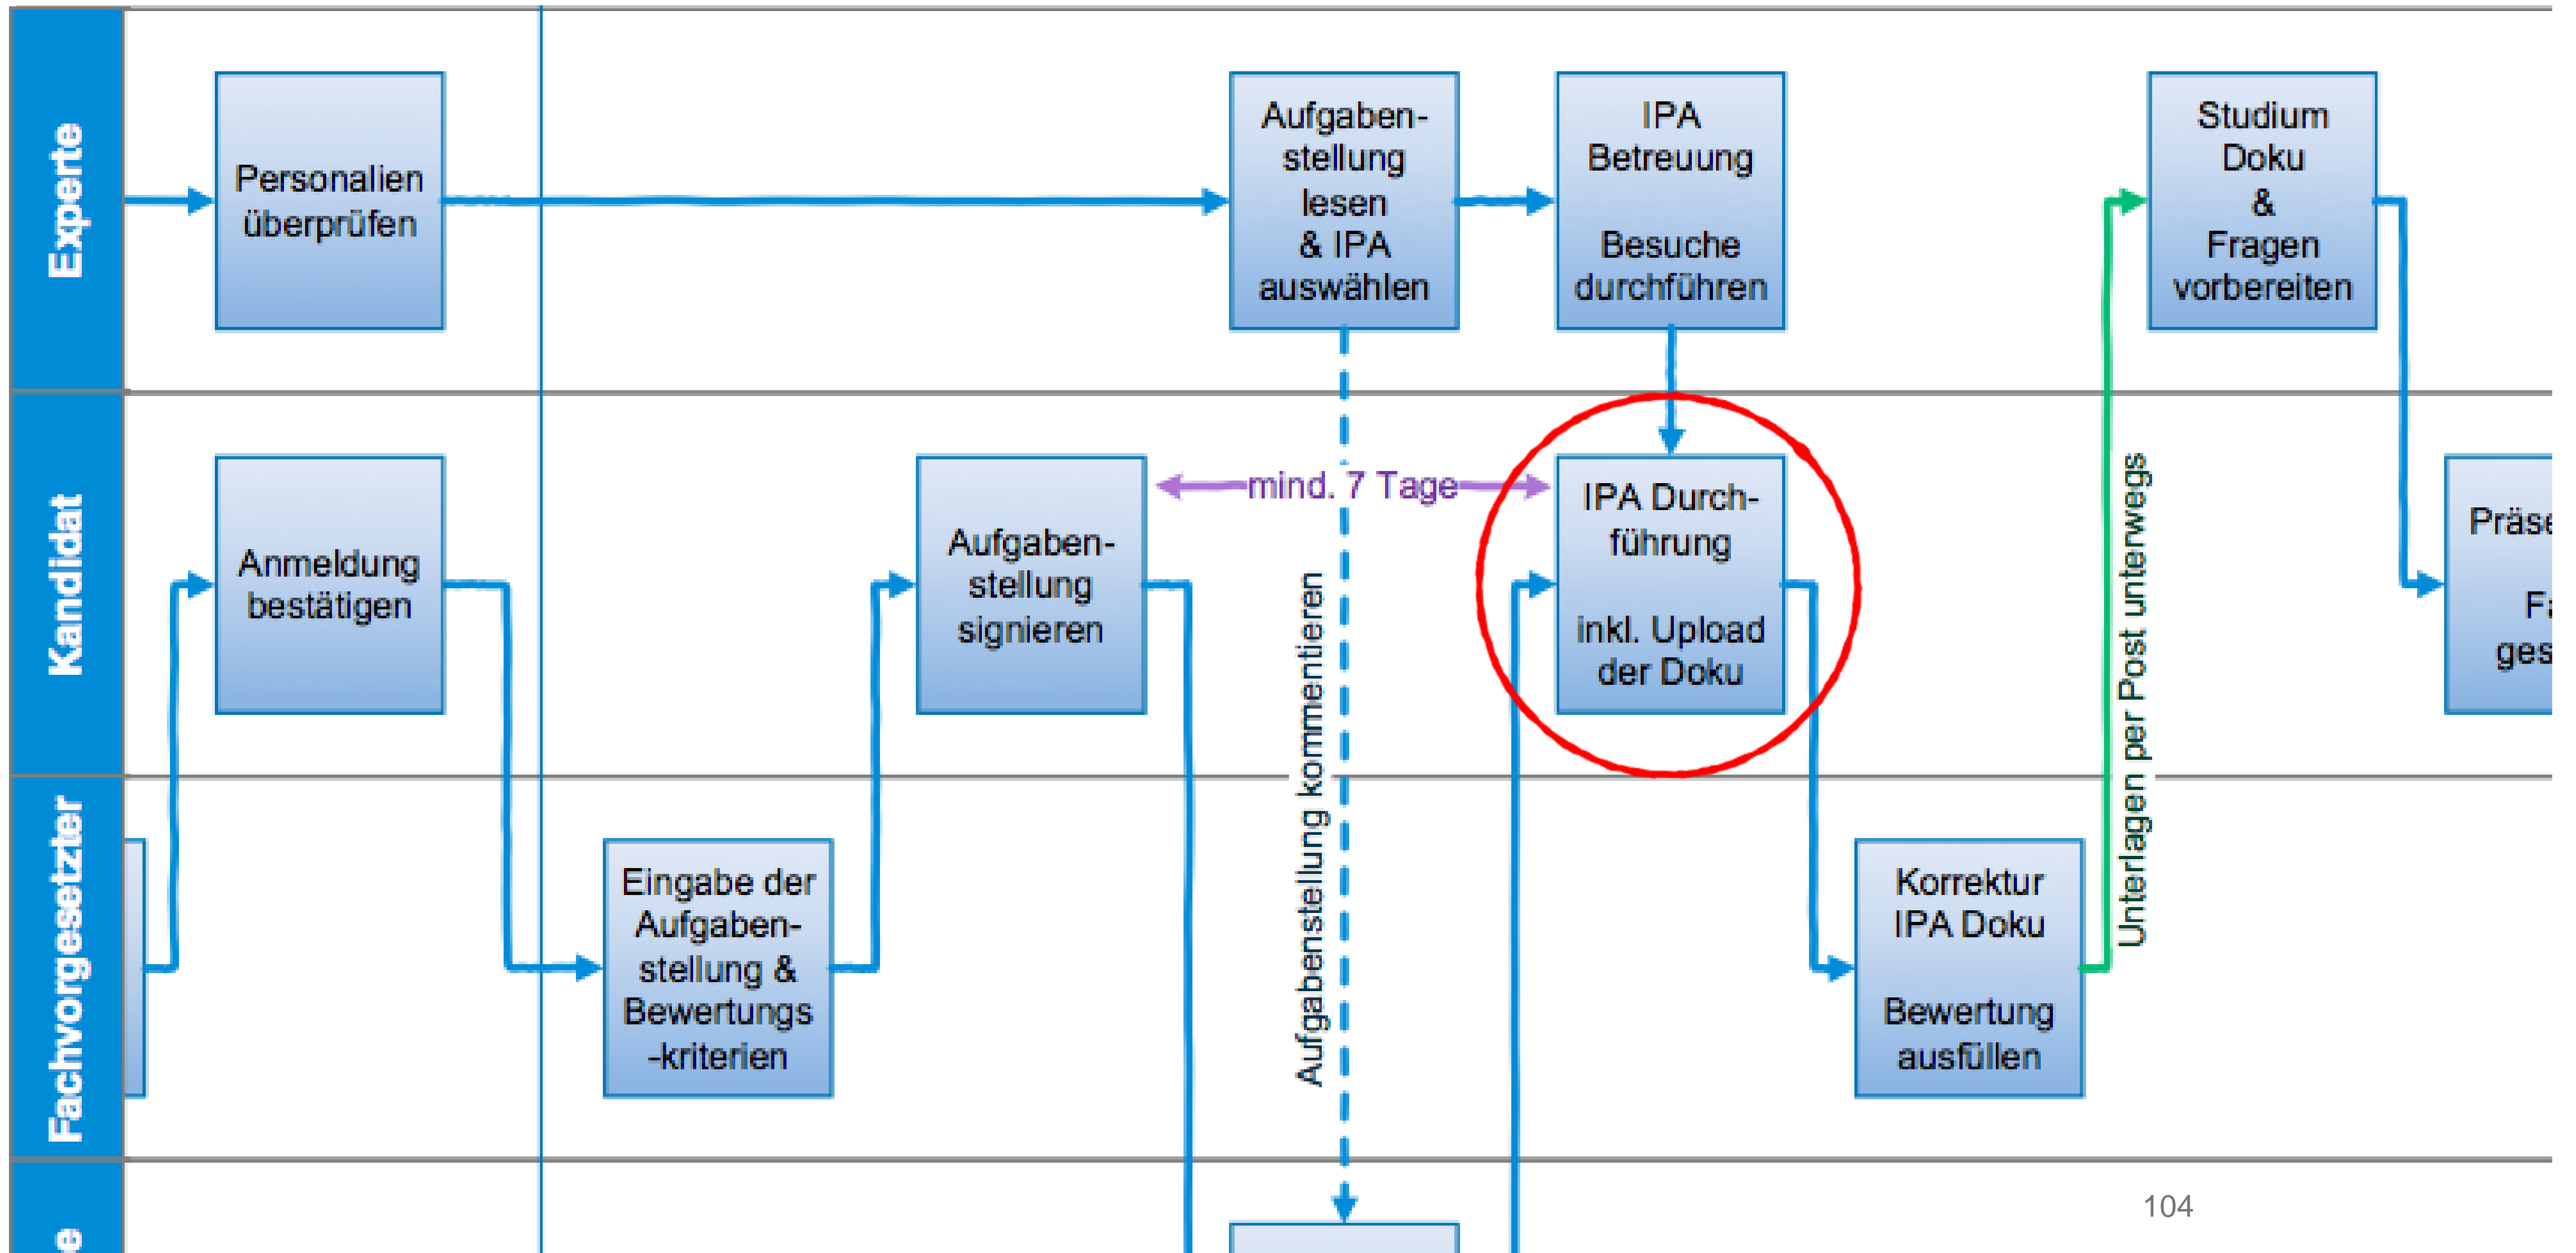 Experte
Personalien
überprüfen
Aufgaben-
stellung
lesen
& IPA
auswählen
IPA
Betreuung
Besuche
durchführen
Studium
Doku
&
Fragen
vorbereiten
Kandidat
Anmeldung
bestätigen
Aufgaben-
stellung
signieren
mind. 7 Tage
Aufgabenstellung kommentieren
IPA Durch-
führung
inkl. Upload
der Doku
Unterlagen per Post unterwegs
Fachvorgesetzter
Eingabe der
Aufgaben-
stellung &
Bewertungs
-kriterien
Korrektur
IPA Doku
Bewertung
ausfüllen
104